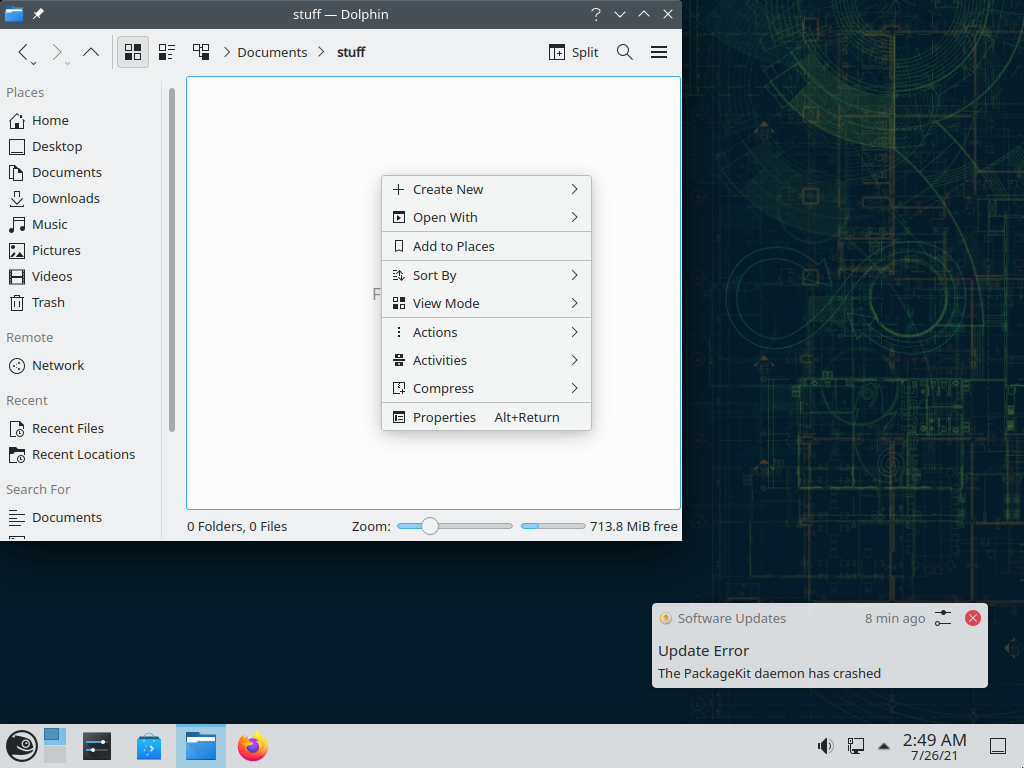 stuff — Dolphin
Documents
stuff
Split
Places
Home
Desktop
Documents
Downloads
Music
Pictures
Videos
Trash
Remote
Network
Recent
Recent Files
Recent Locations
Search For
Documents
F
Create New
Open With
Add to Places
Sort By
View Mode
Actions
Activities
Compress
Properties Alt+Return
0 Folders, 0 Files
Zoom:
713.8 MiB free
Software Updates
8 min ago
Update Error
The PackageKit daemon has crashed
2:49 AM
7/26/21